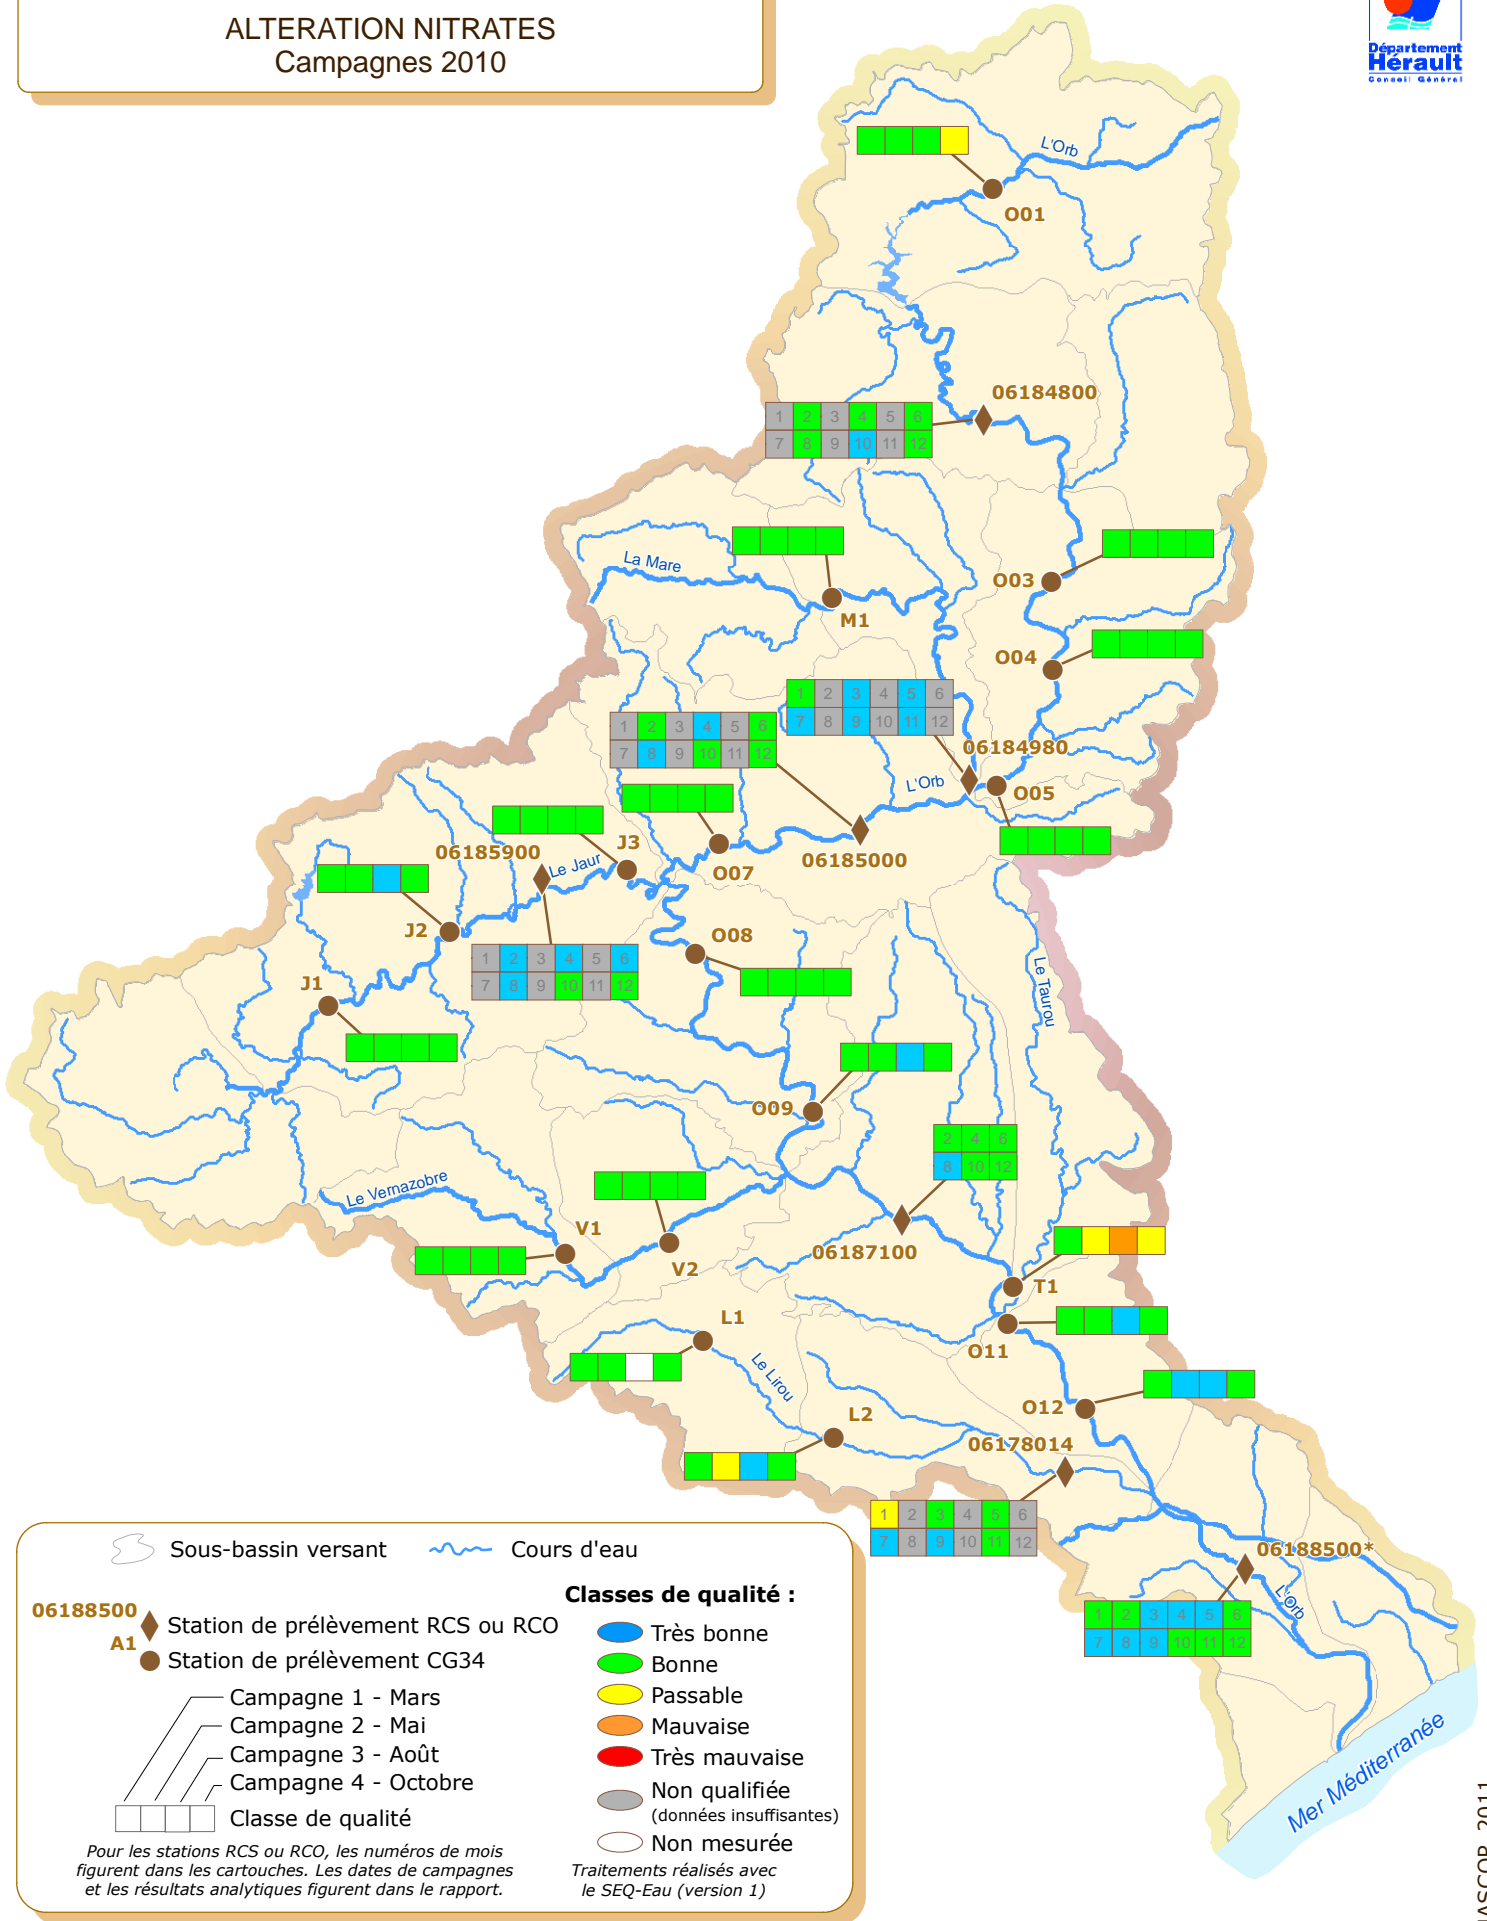 ALTERATION NITRATES
Campagnes 2010
Département
Hérault
Conseil Général
L'Orb
O01
06184800
1 2 3 4 5 6
7 8 9 10 11 12
La Mare
M1
O03
O04
1 2 3 4 5 6
7 8 9 10 11 12
1 2 3 4 5 6
7 8 9 10 11 12
06184980
L'Orb
O05
06185000
O07
J3
06185900
Le Jaur
J2
O08
1 2 3 4 5 6
7 8 9 10 11 12
J1
Le Taurou
O09
2 4 6
8 10 12
Le Vernazobre
V1
V2
06187100
T1
L1
O11
Le Lirou
L2
O12
06178014
1 2 3 4 5 6
7 8 9 10 11 12
06188500*
L'Orb
1 2 3 4 5 6
7 8 9 10 11 12
Mer Méditerranée
Sous-bassin versant
Cours d'eau
06188500
Station de prélèvement RCS ou RCO
A1
Station de prélèvement CG34
Campagne 1 - Mars
Campagne 2 - Mai
Campagne 3 - Août
Campagne 4 - Octobre
Classe de qualité
Pour les stations RCS ou RCO, les numéros de mois
figurent dans les cartouches. Les dates de campagnes
et les résultats analytiques figurent dans le rapport.
Classes de qualité :
Très bonne
Bonne
Passable
Mauvaise
Très mauvaise
Non qualifiée
(données insuffisantes)
Non mesurée
Traitements réalisés avec
le SEQ-Eau (version 1)
2011